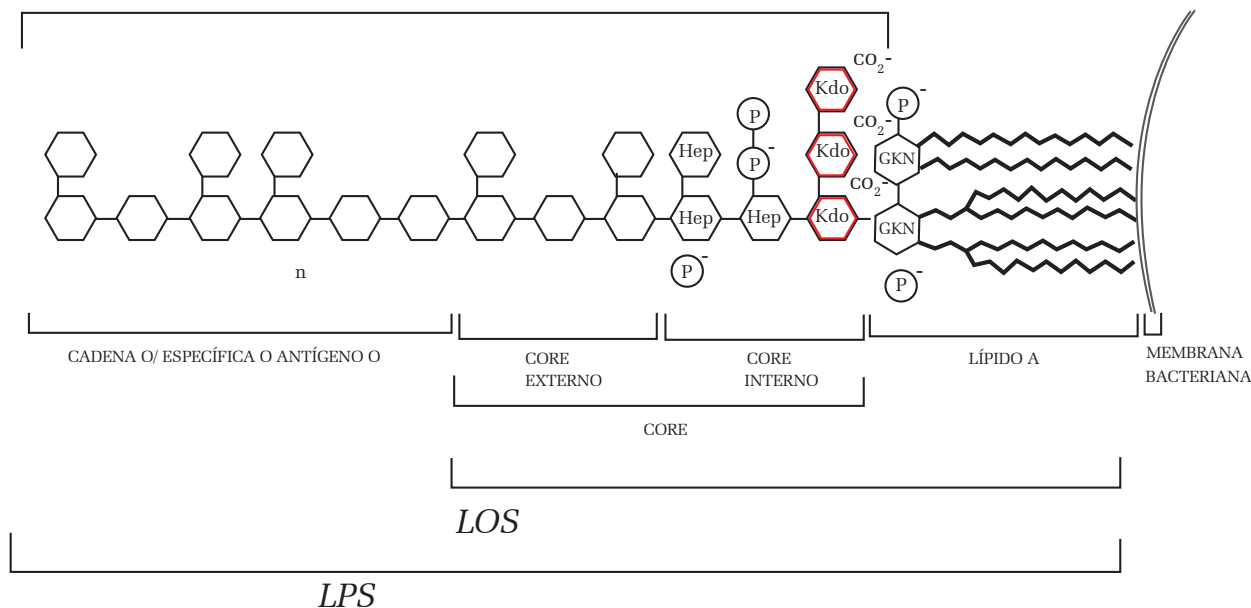 CO2-
Kdo
P-
P
CO2-
Hep
P-
Kdo
GKN
CO2-
Hep
Hep
Kdo
GKN
n
P-
P-
CADENA O/ ESPECÍFICA O ANTÍGENO O
CORE
EXTERNO
CORE
INTERNO
LÍPIDO A
MEMBRANA
BACTERIANA
CORE
LOS
LPS